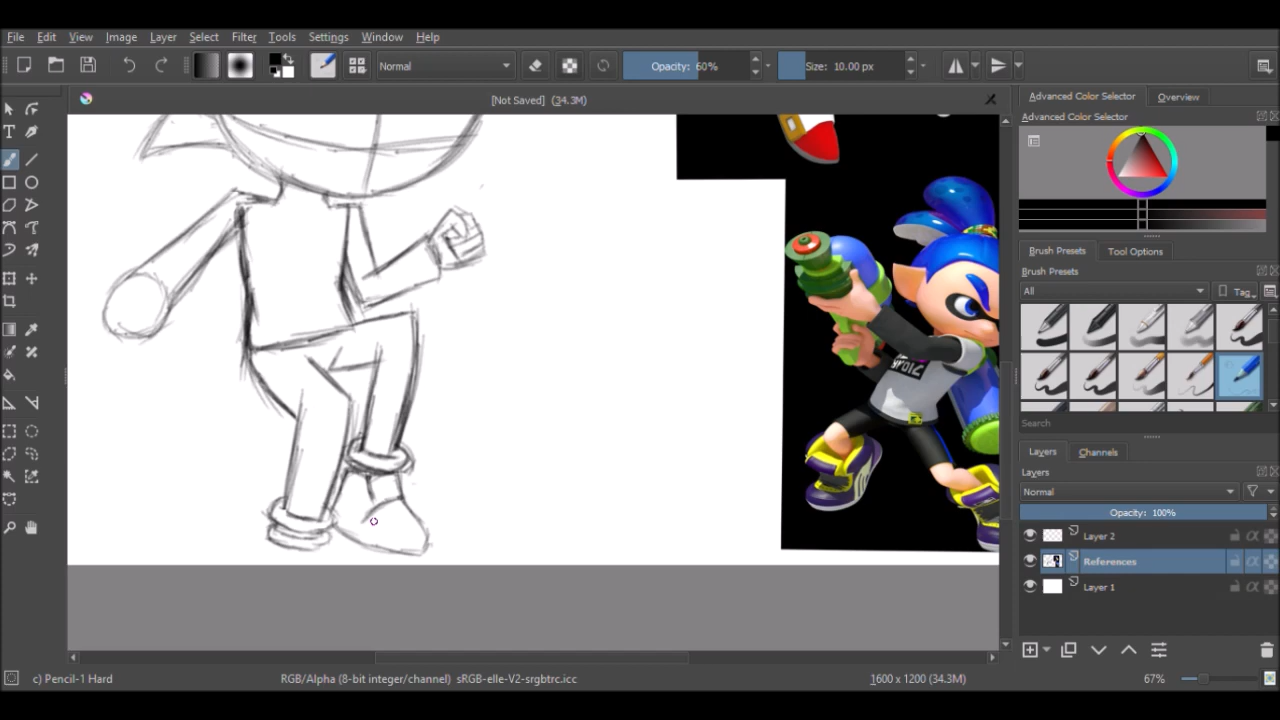 File Edit View Image Layer Select Filter Tools Settings Window Help
Normal Opacity: 60% Size: 10.00 px
[Not Saved] (34.3M)
Advanced Color Selector Overview
Advanced Color Selector
Brush Presets Tool Options
Brush Presets
All Tag
Search
Layers Channels
Layers
Normal
Opacity: 100%
Layer 2
References
Layer 1
c) Pencil-1 Hard RGB/Alpha (8-bit integer/channel) sRGB-elle-V2-srgbtrc.icc 1600 x 1200 (34.3M) 67%